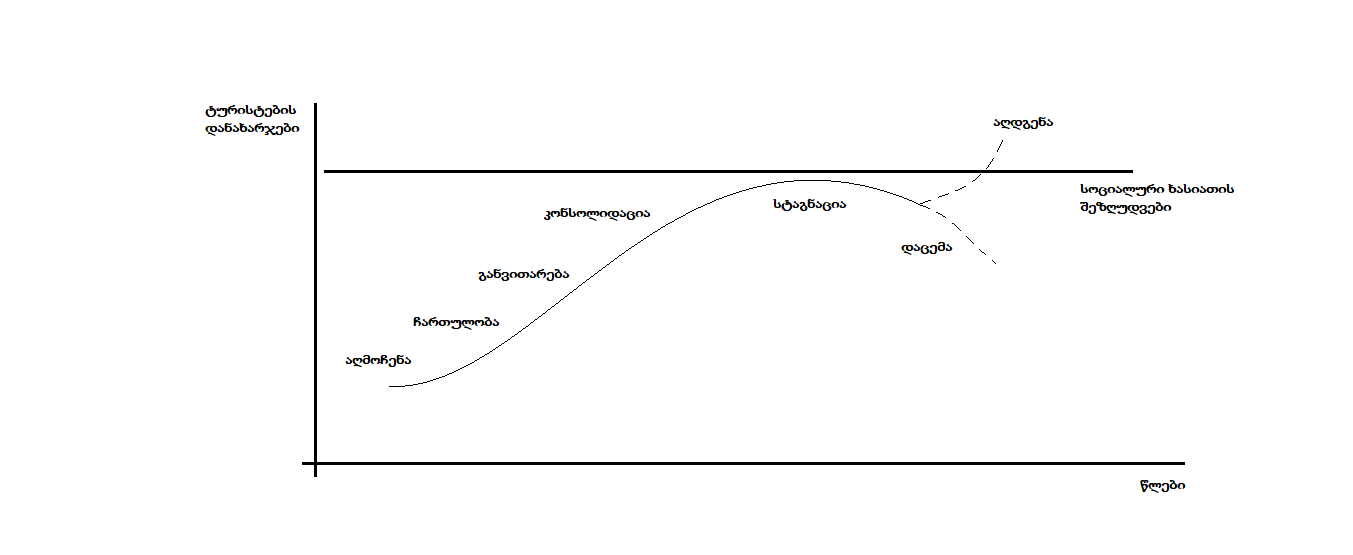 ტურისტების
დანახარჯები
აღდგენა
სოციალური ხასიათის
შეზღუდვები
კონსოლიდაცია
სტაგნაცია
დაცემა
განვითარება
ჩართულობა
აღმოჩენა
წლები